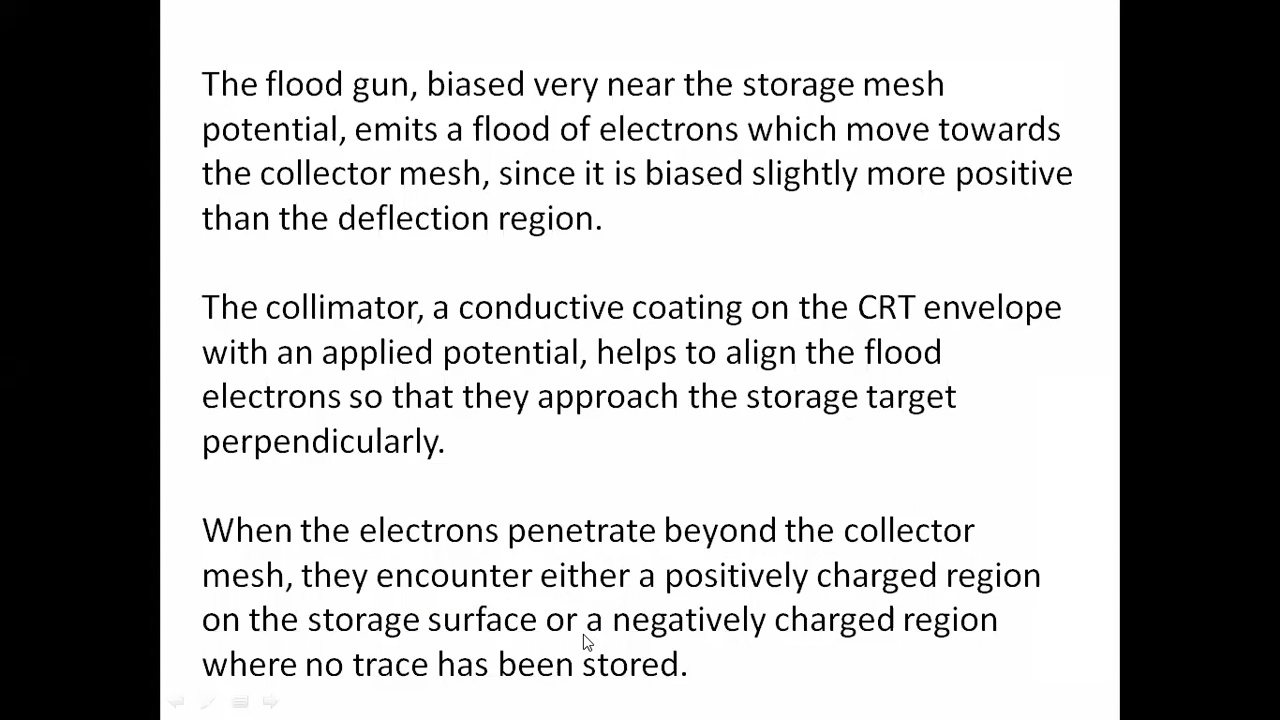 The flood gun, biased very near the storage mesh
potential, emits a flood of electrons which move towards
the collector mesh, since it is biased slightly more positive
than the deflection region.
The collimator, a conductive coating on the CRT envelope
with an applied potential, helps to align the flood
electrons so that they approach the storage target
perpendicularly.
When the electrons penetrate beyond the collector
mesh, they encounter either a positively charged region
on the storage surface or a negatively charged region
where no trace has been stored.